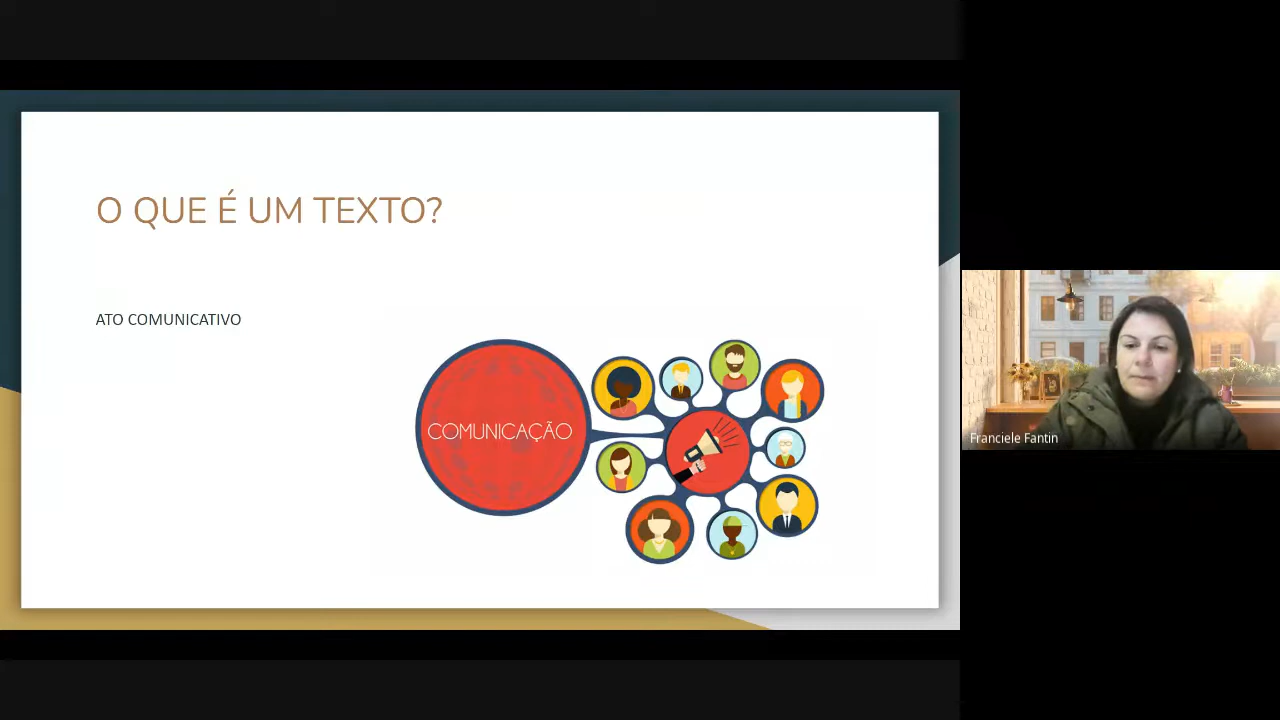 O QUE É UM TEXTO?
ATO COMUNICATIVO
COMUNICAÇÃO
Franciele Fantin